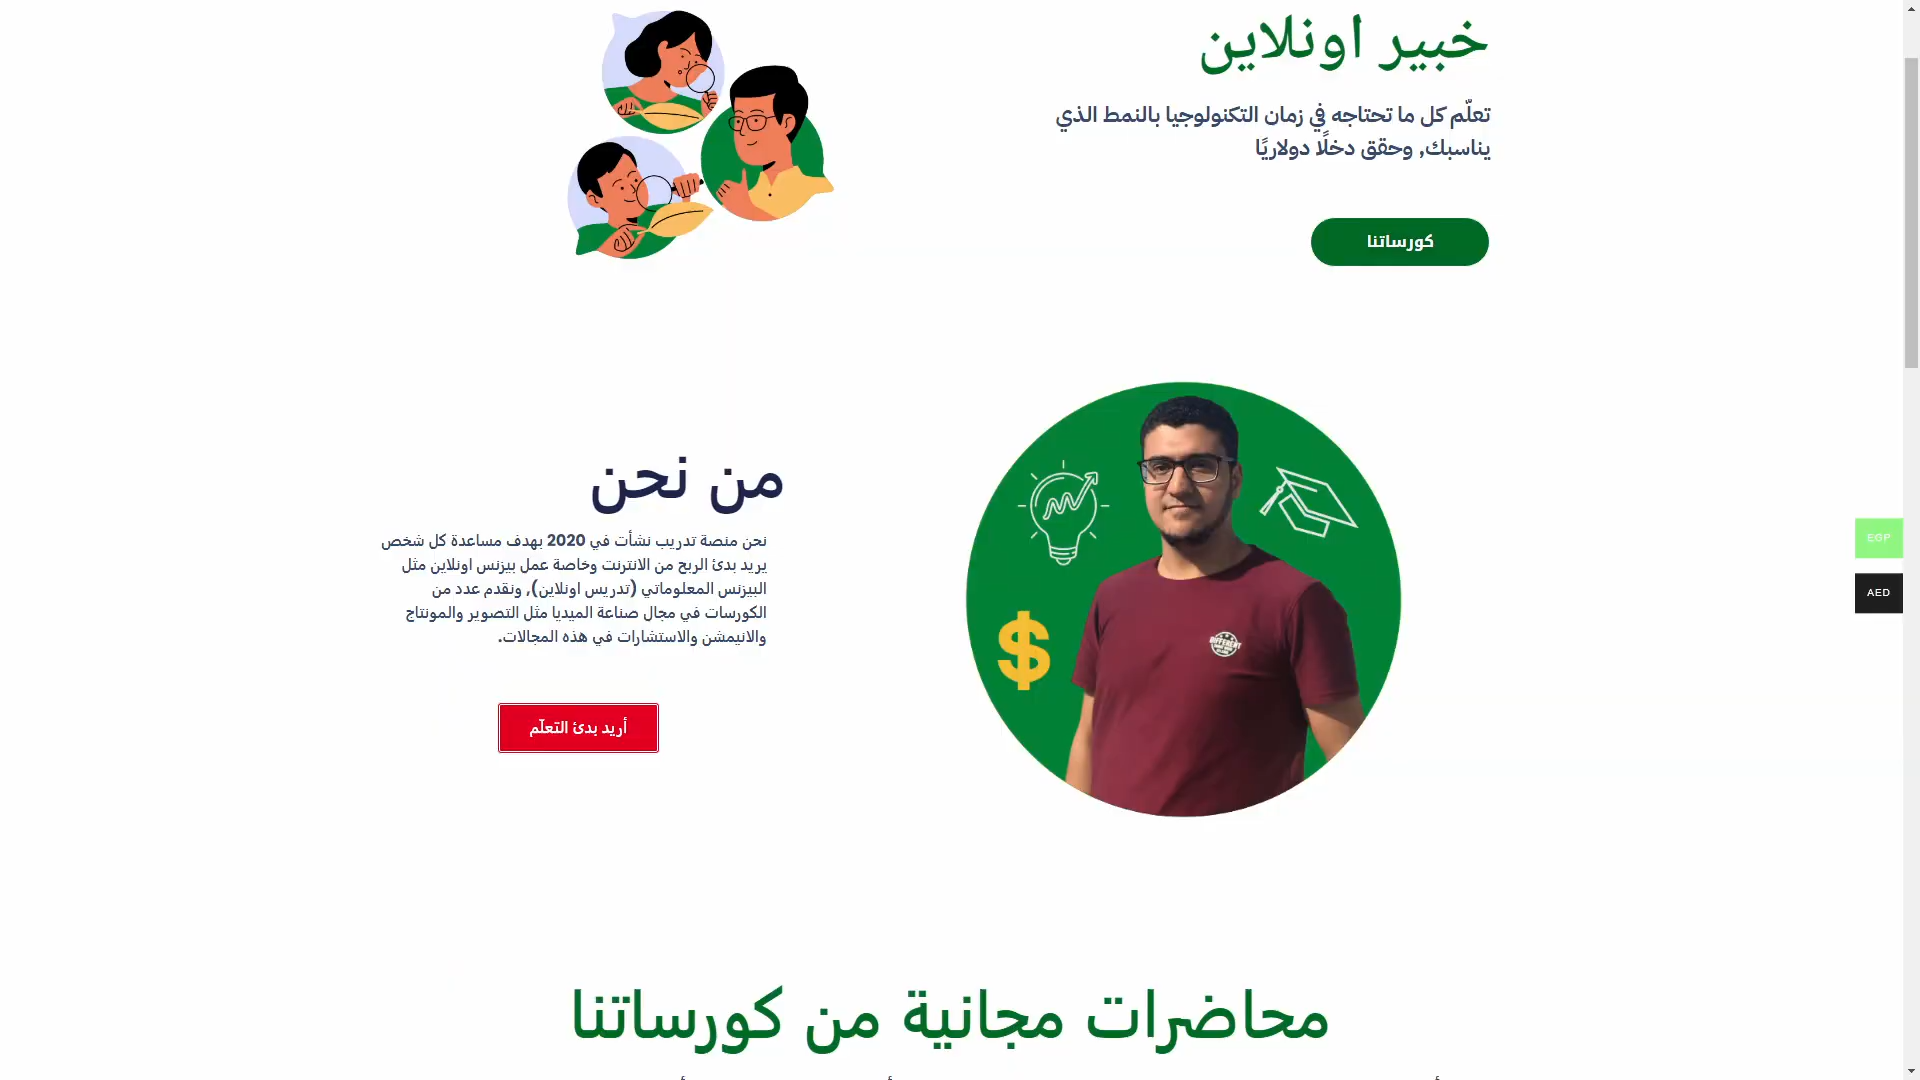 خبير اونلاين
تعلّم كل ما تحتاجه في زمان التكنولوجيا بالنمط الذي
يناسبك, وحقق دخلًا دولاريًا
كورساتنا
من نحن
نحن منصة تدريب نشأت في 2020 بهدف مساعدة كل شخص
يريد بدئ الربح من الانترنت وخاصة عمل بيزنس اونلاين مثل
البيزنس المعلوماتي (تدريس اونلاين), ونقدم عدد من
الكورسات في مجال صناعة الميديا مثل التصوير والمونتاج
والانيمشن والاستشارات في هذه المجالات.
أريد بدئ التعلّم
DIFFERENT
EGP
AED
محاضرات مجانية من كورساتنا